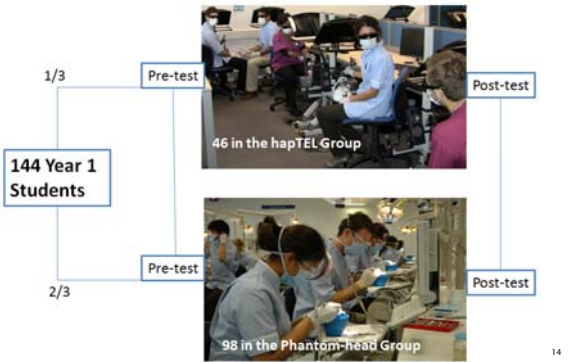 1/3
Pre-test
46 in the hapTEL Group
Post-test
144 Year 1
Students
Pre-test
2/3
98 in the Phantom-head Group
Post-test
14